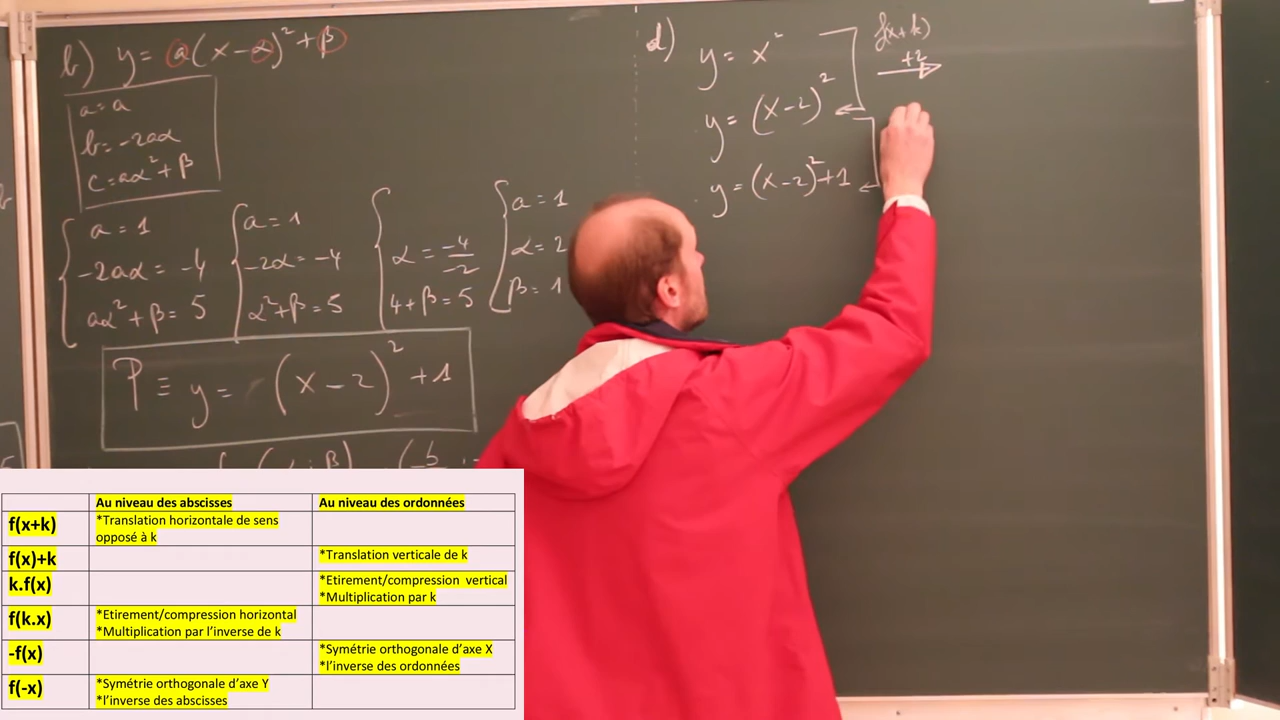 b) y = a(x-α)² + β
a = a
b = -2aα
c = aα² + β
a = 1
-2aα = -4
aα² + β = 5
a = 1
-2α = -4
α² + β = 5
α = -4/-2
4 + β = 5
a = 1
α = 2
β = 1
P ≡ y = (x-2)² + 1
d) y = x²
y = (x-2)²
y = (x-2)² + 1
f(x+k)
+2
Au niveau des abscisses Au niveau des ordonnées
f(x+k) *Translation horizontale de sens
opposé à k
f(x)+k *Translation verticale de k
k.f(x) *Etirement/compression vertical
*Multiplication par k
f(k.x) *Etirement/compression horizontal
*Multiplication par l'inverse de k
-f(x) *Symétrie orthogonale d'axe X
*l'inverse des ordonnées
f(-x) *Symétrie orthogonale d'axe Y
*l'inverse des abscisses